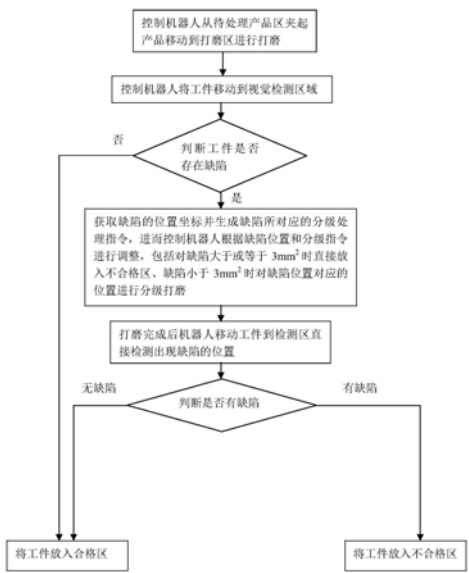 控制机器人从待处理产品区夹起
产品移动到打磨区进行打磨
控制机器人将工件移动到视觉检测区域
否
判断工件是否
存在缺陷
是
获取缺陷的位置坐标并生成缺陷所对应的分级处
理指令，进而控制机器人根据缺陷位置和分级指令
进行调整，包括对缺陷大于或等于 3mm² 时直接放
入不合格区、缺陷小于 3mm² 时对缺陷位置对应的
位置进行分级打磨
打磨完成后机器人移动工件到检测区直
接检测出现缺陷的位置
无缺陷
判断是否有缺陷
有缺陷
将工件放入合格区
将工件放入不合格区